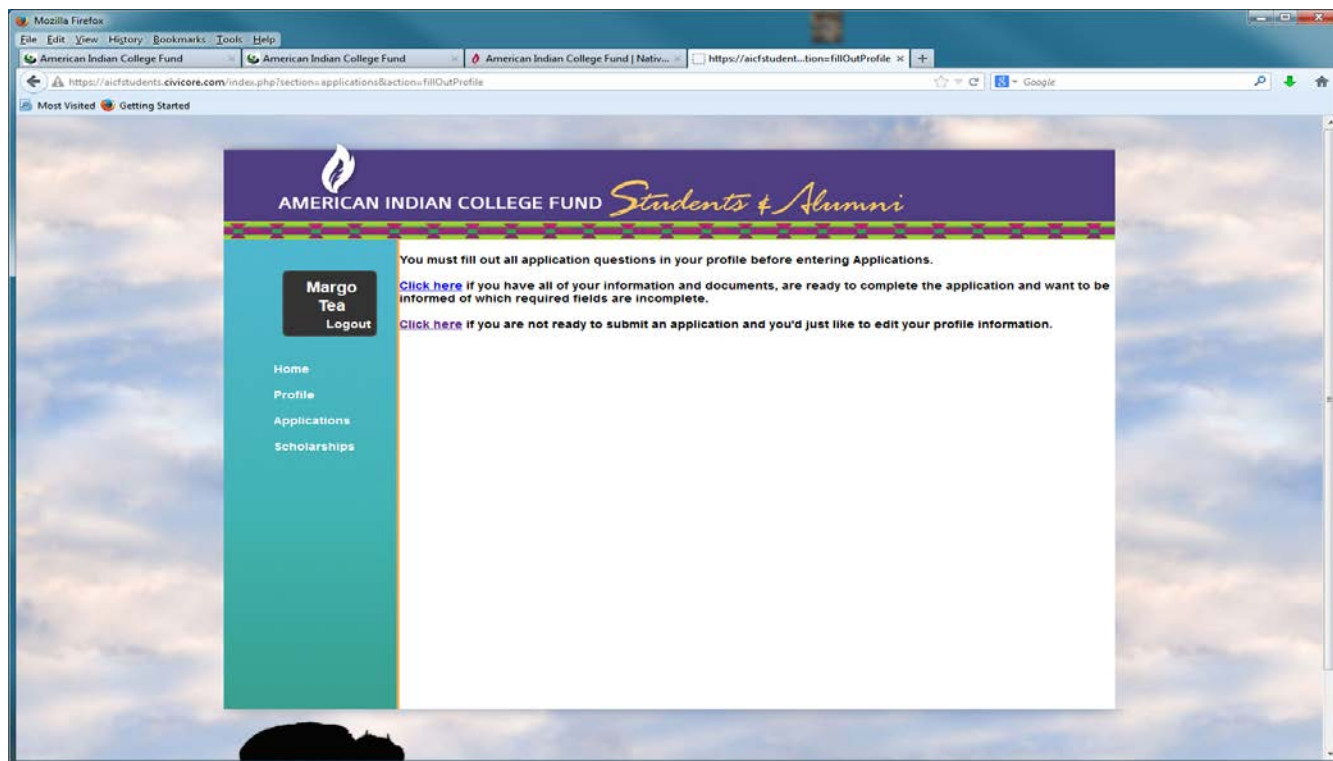 Mozilla Firefox
File Edit View History Bookmarks Tools Help
American Indian College Fund
American Indian College Fund
American Indian College Fund | Nativ...
https://aicfstudent...tion=fillOutProfile
https://aicfstudents.civicore.com/index.php?section=applications&action=fillOutProfile
Google
Most Visited Getting Started
AMERICAN INDIAN COLLEGE FUND Students & Alumni
Margo
Tea
Logout
Home
Profile
Applications
Scholarships
You must fill out all application questions in your profile before entering Applications.
Click here if you have all of your information and documents, are ready to complete the application and want to be
informed of which required fields are incomplete.
Click here if you are not ready to submit an application and you'd just like to edit your profile information.